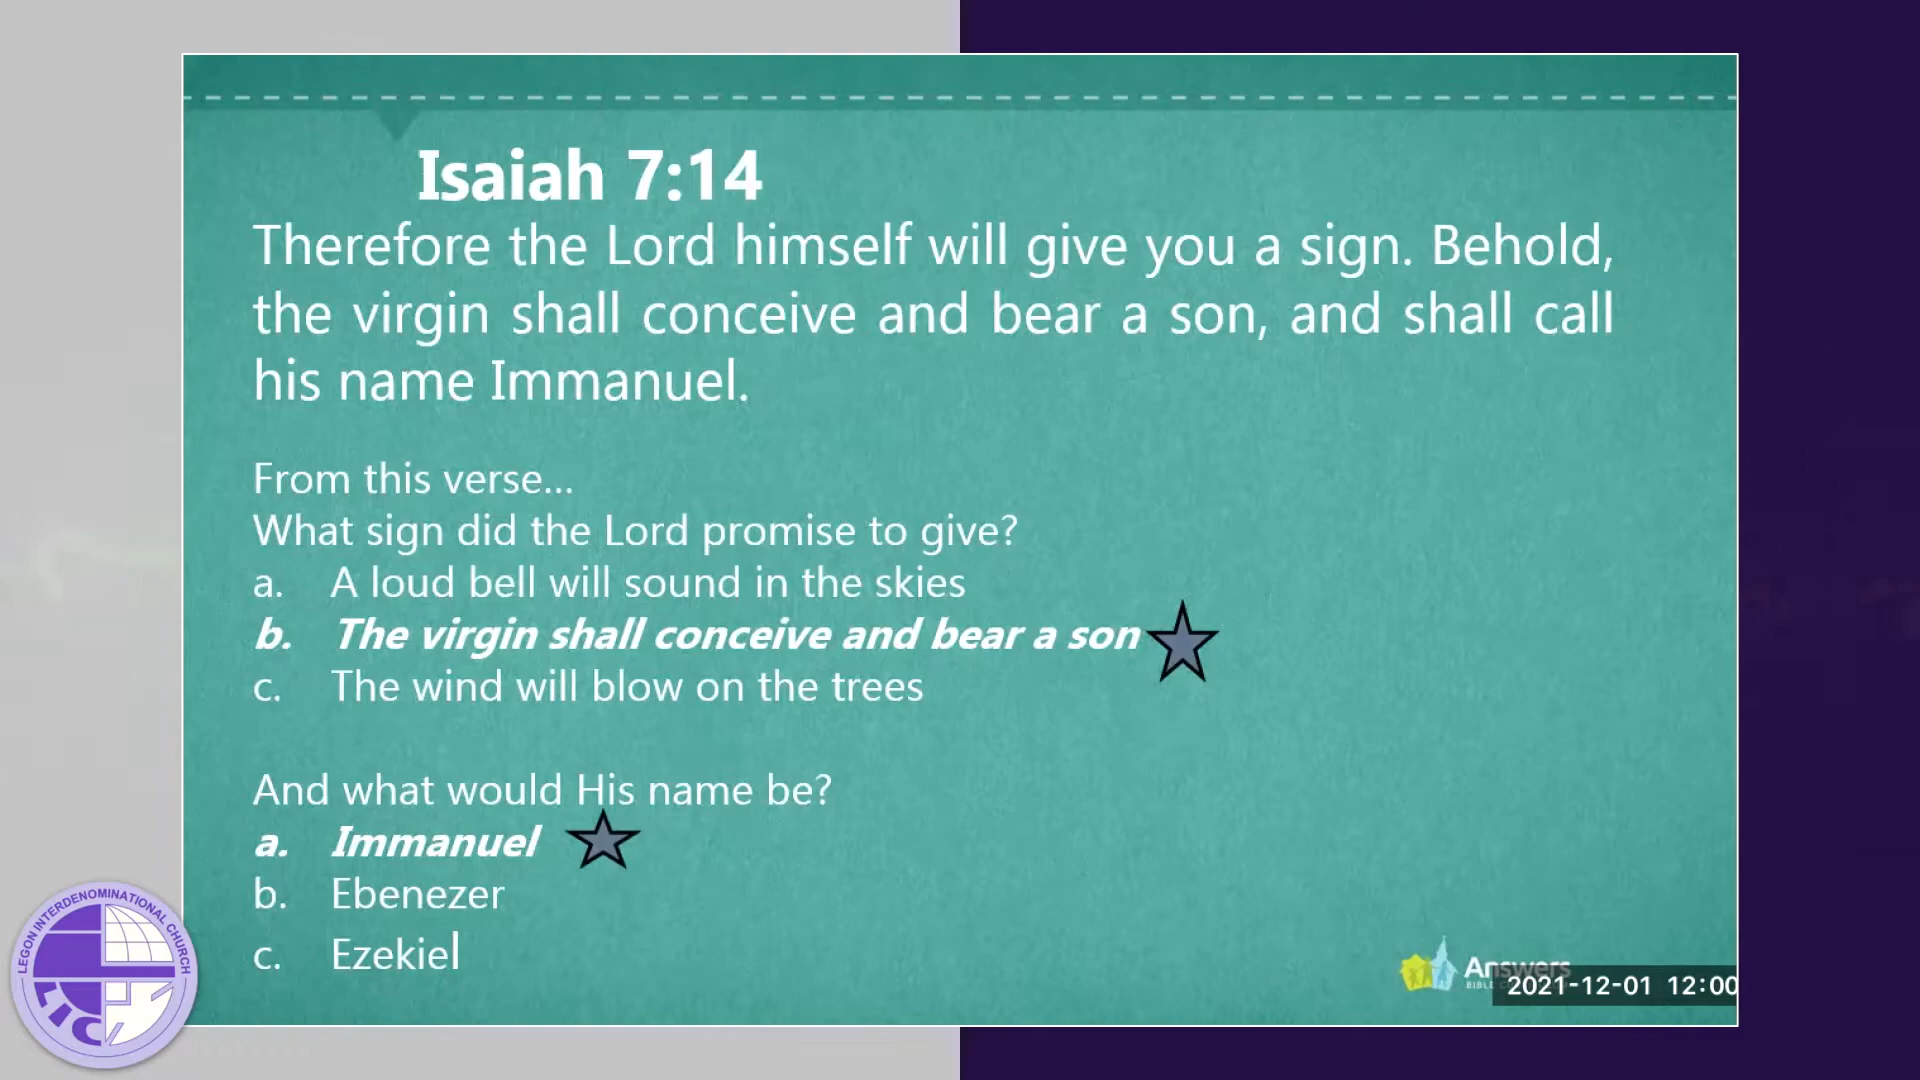 Isaiah 7:14
Therefore the Lord himself will give you a sign. Behold,
the virgin shall conceive and bear a son, and shall call
his name Immanuel.
From this verse...
What sign did the Lord promise to give?
a. A loud bell will sound in the skies
b. The virgin shall conceive and bear a son
c. The wind will blow on the trees
And what would His name be?
a. Immanuel
b. Ebenezer
c. Ezekiel
LEGON INTERDENOMINATIONAL CHURCH
LIC
Answers
BIBLE
2021-12-01 12:00